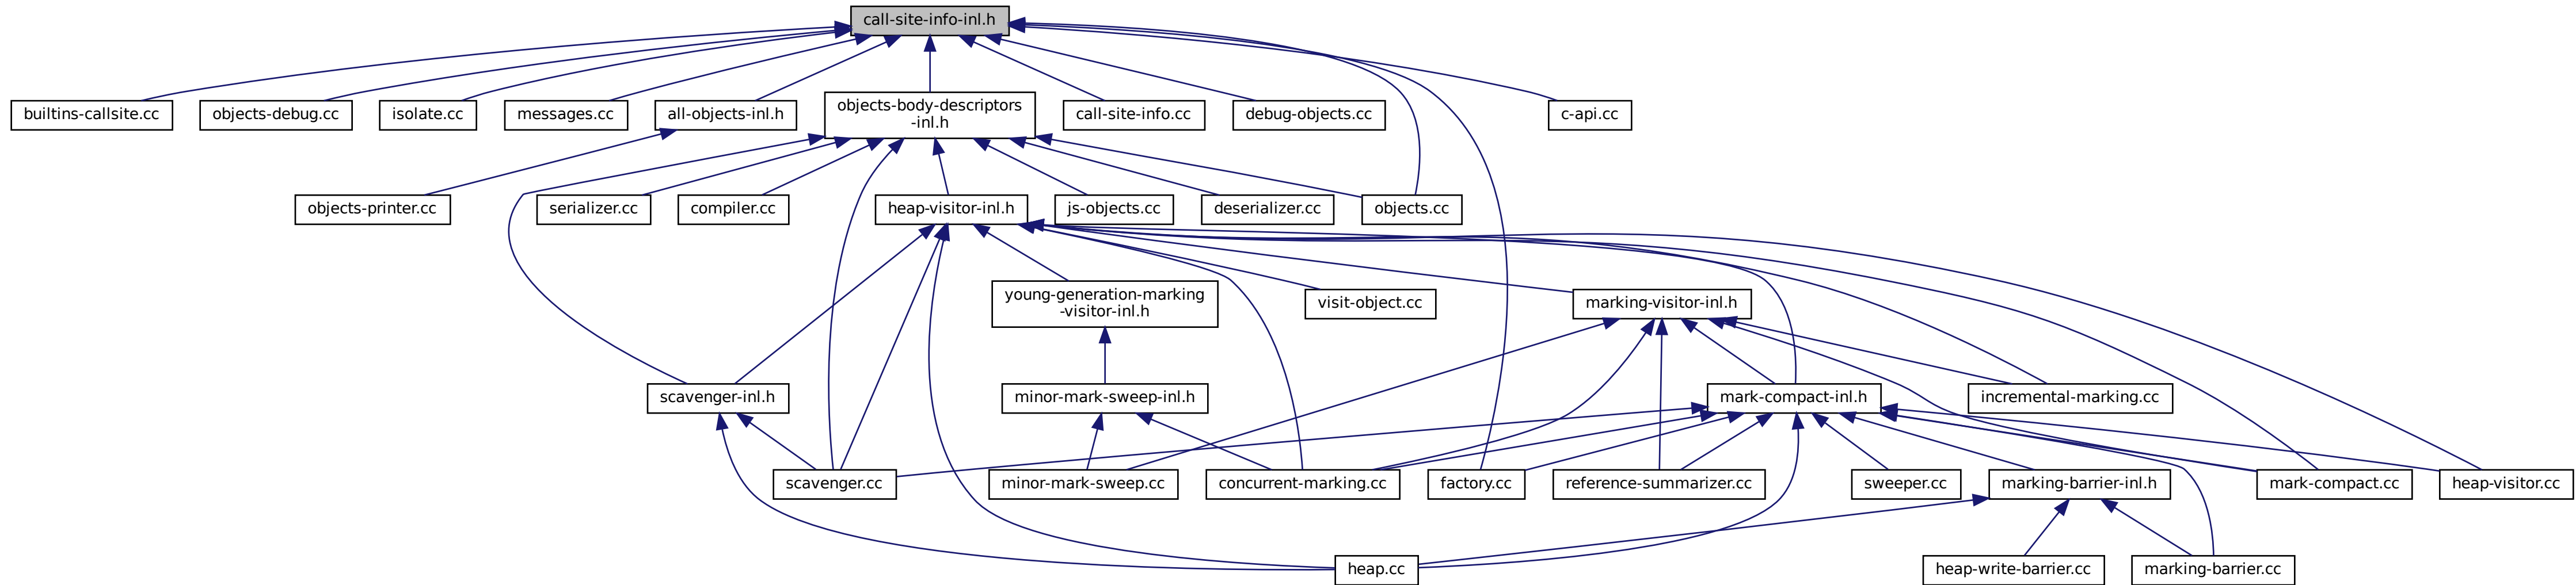 call-site-info-inl.h
builtins-callsite.cc
objects-debug.cc
isolate.cc
messages.cc
all-objects-inl.h
objects-body-descriptors
-inl.h
call-site-info.cc
debug-objects.cc
c-api.cc
objects-printer.cc
serializer.cc
compiler.cc
heap-visitor-inl.h
js-objects.cc
deserializer.cc
objects.cc
young-generation-marking
-visitor-inl.h
visit-object.cc
marking-visitor-inl.h
scavenger-inl.h
minor-mark-sweep-inl.h
mark-compact-inl.h
incremental-marking.cc
scavenger.cc
minor-mark-sweep.cc
concurrent-marking.cc
factory.cc
reference-summarizer.cc
sweeper.cc
marking-barrier-inl.h
mark-compact.cc
heap-visitor.cc
heap.cc
heap-write-barrier.cc
marking-barrier.cc